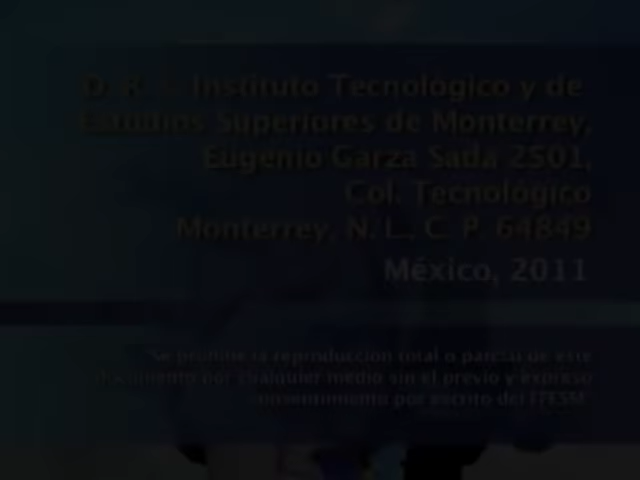 D. R. © Instituto Tecnológico y de
Estudios Superiores de Monterrey,
Eugenio Garza Sada 2501,
Col. Tecnológico
Monterrey, N. L. C. P. 64849
México, 2011
Se prohíbe la reproducción total o parcial de este
documento por cualquier medio sin el previo y expreso
consentimiento por escrito del ITESM.